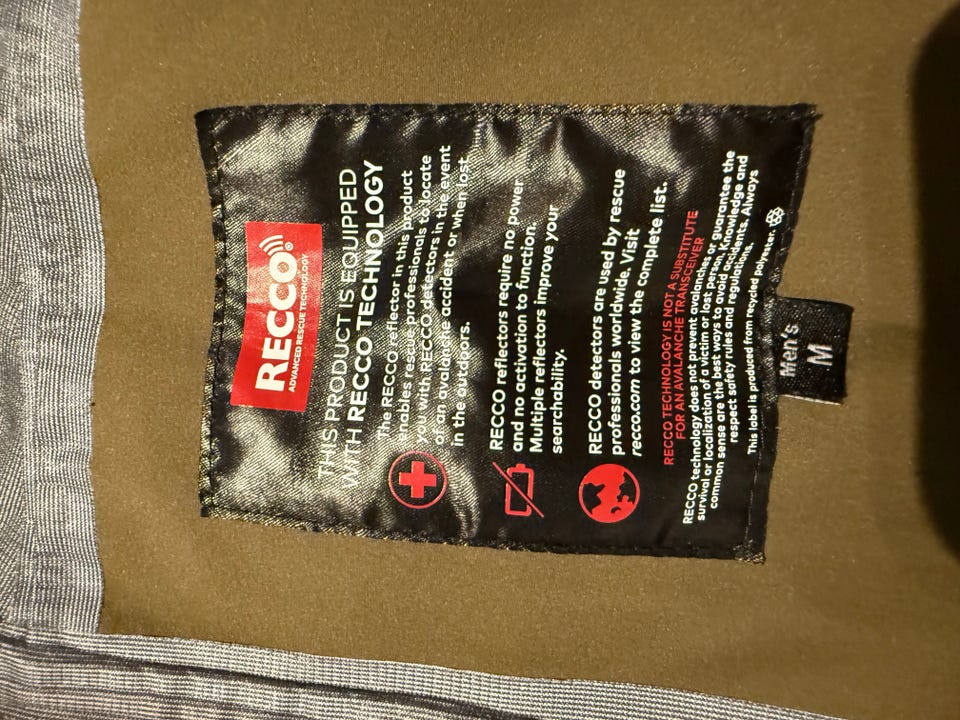 RECCO®
ADVANCED RESCUE TECHNOLOGY
THIS PRODUCT IS EQUIPPED
WITH RECCO TECHNOLOGY
The RECCO reflector in this product
enables rescue professionals to locate
you with RECCO detectors in the event
of an avalanche accident or when lost
in the outdoors.
RECCO reflectors require no power
and no activation to function.
Multiple reflectors improve your
searchability.
RECCO detectors are used by rescue
professionals worldwide. Visit
recco.com to view the complete list.
RECCO TECHNOLOGY IS NOT A SUBSTITUTE
FOR AN AVALANCHE TRANSCEIVER
RECCO technology does not prevent avalanches, or guarantee the
survival or localization of a victim or lost person. Knowledge and
common sense are the best ways to avoid accidents. Always
respect safety rules and regulations.
This label is produced from recycled polyester.
Men's
M